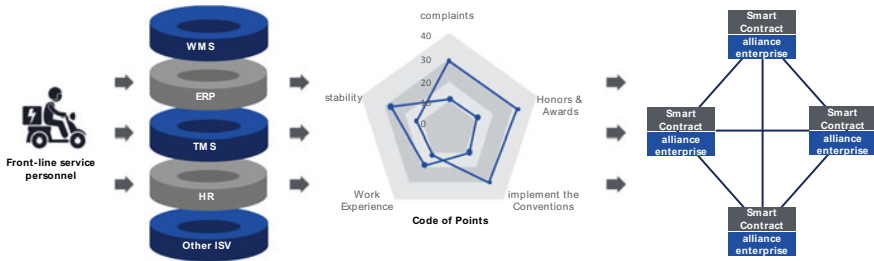 Front-line service
personnel
WMS
ERP
TMS
HR
Other ISV
complaints
40
30
20
10
0
stability
Honors &
Awards
Work
Experience
implement the
Conventions
Code of Points
Smart
Contract
alliance
enterprise
Smart
Contract
alliance
enterprise
Smart
Contract
alliance
enterprise
Smart
Contract
alliance
enterprise